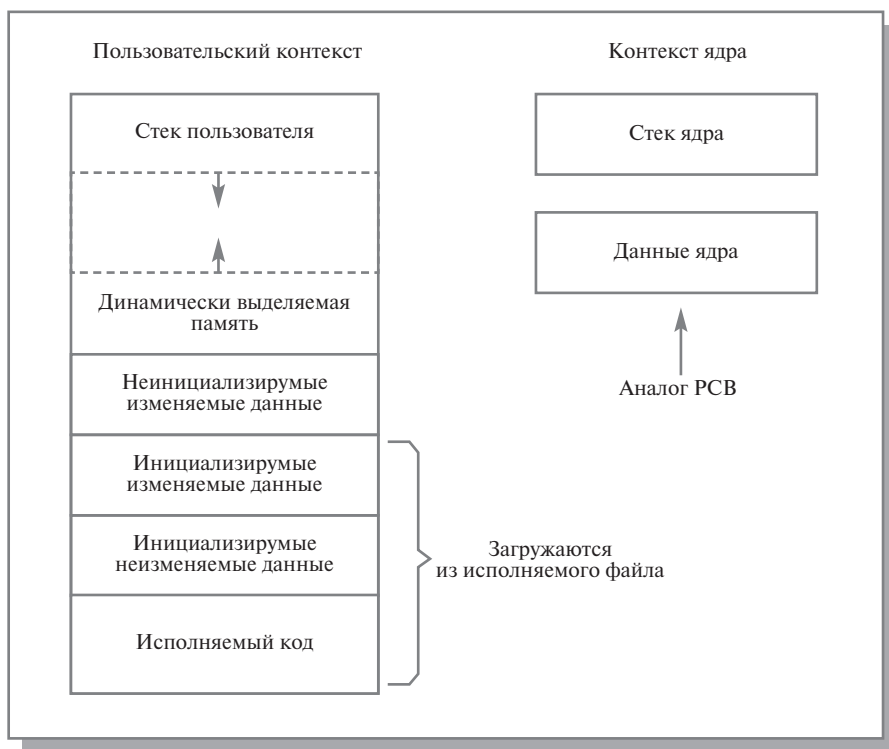 Пользовательский контекст
Контекст ядра
Стек пользователя
Стек ядра
Данные ядра
Динамически выделяемая
память
Аналог PCB
Неинициализирумые
изменяемые данные
Инициализирумые
изменяемые данные
Инициализирумые
неизменяемые данные
Загружаются
из исполняемого файла
Исполняемый код